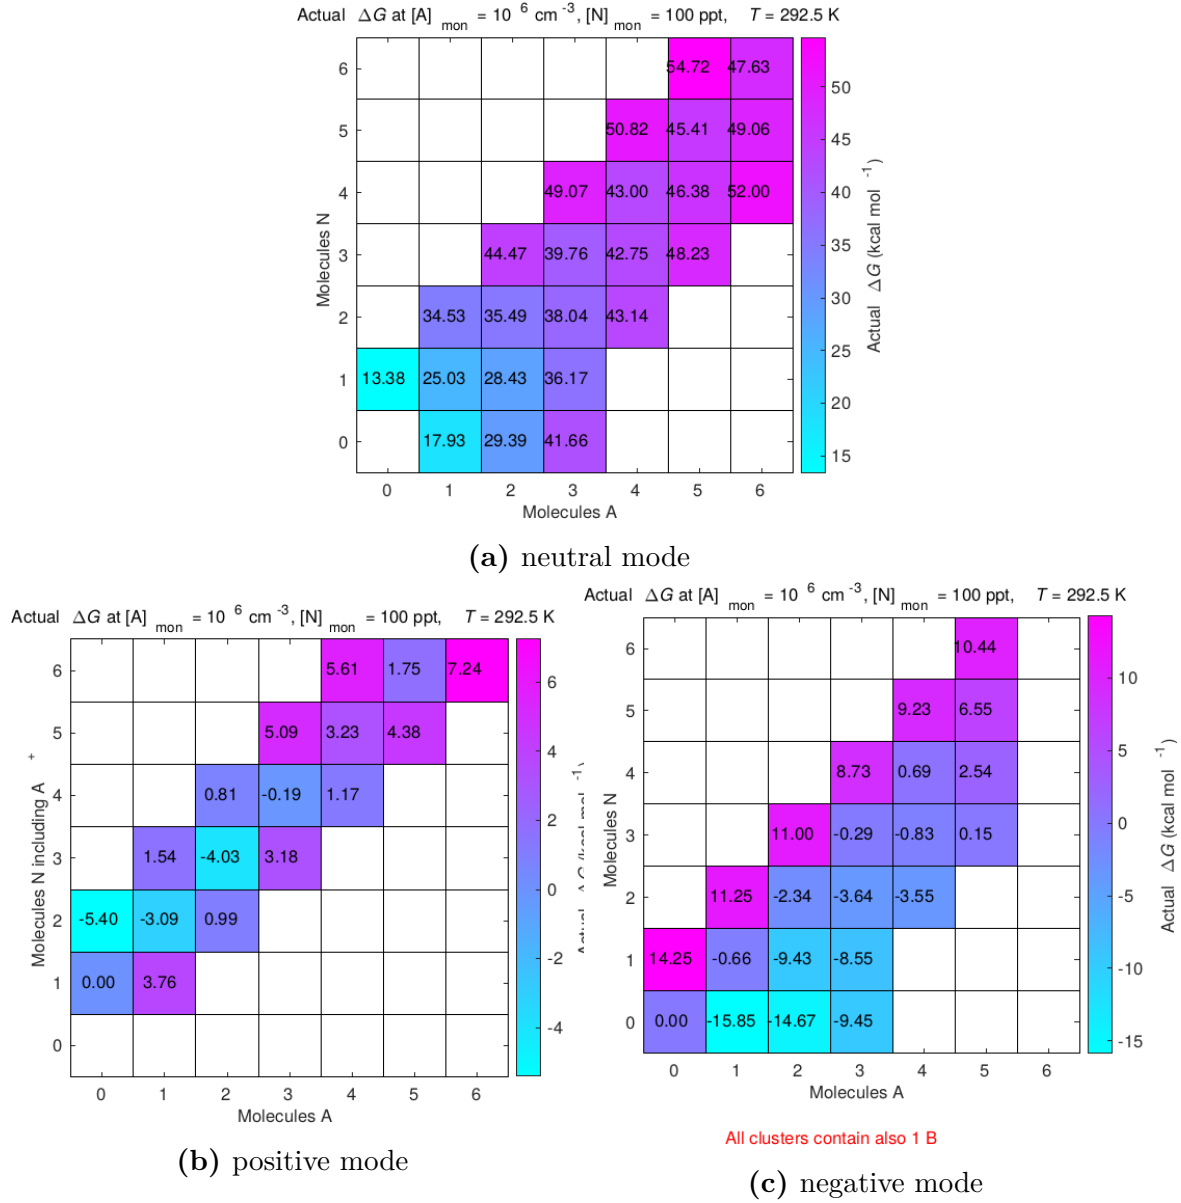 Actual ΔG at [A] mon = 10 6 cm -3, [N] mon = 100 ppt, T = 292.5 K
6 54.72 47.63
5 50.82 45.41 49.06
4 49.07 43.00 46.38 52.00
3 44.47 39.76 42.75 48.23
2 34.53 35.49 38.04 43.14
1 13.38 25.03 28.43 36.17
0 17.93 29.39 41.66
0 1 2 3 4 5 6
Molecules A
Molecules N
50
45
40
35
30
25
20
15
Actual ΔG (kcal mol -1)
(a) neutral mode
Actual ΔG at [A] mon = 10 6 cm -3, [N] mon = 100 ppt, T = 292.5 K
6 5.61 1.75 7.24
5 5.09 3.23 4.38
4 0.81 -0.19 1.17
3 1.54 -4.03 3.18
2 -5.40 -3.09 0.99
1 0.00 3.76
0
0 1 2 3 4 5 6
Molecules A
Molecules N including A +
6
4
2
0
-2
-4
Actual ΔG (kcal mol -1)
(b) positive mode
Actual ΔG at [A] mon = 10 6 cm -3, [N] mon = 100 ppt, T = 292.5 K
6 10.44
5 9.23 6.55
4 8.73 0.69 2.54
3 11.00 -0.29 -0.83 0.15
2 11.25 -2.34 -3.64 -3.55
1 14.25 -0.66 -9.43 -8.55
0 0.00 -15.85 -14.67 -9.45
0 1 2 3 4 5 6
Molecules A
Molecules N
10
5
0
-5
-10
-15
Actual ΔG (kcal mol -1)
All clusters contain also 1 B
(c) negative mode